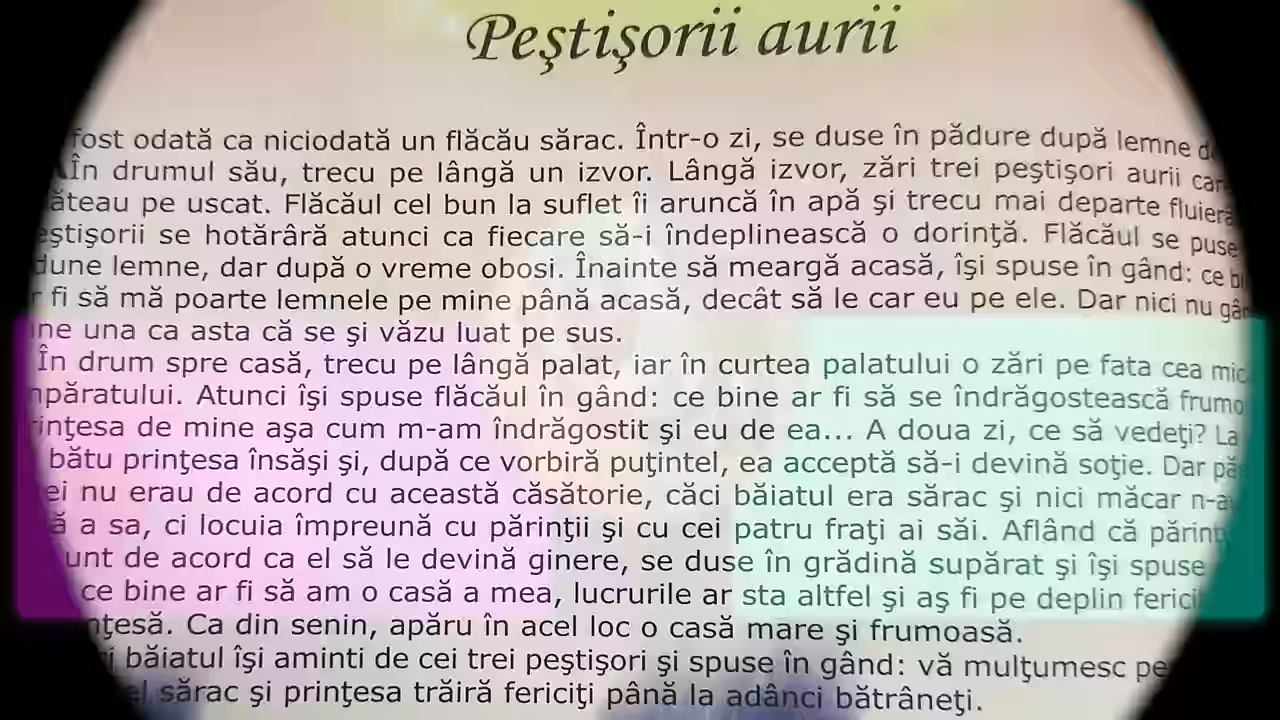 Peştişorii aurii
fost odată ca niciodată un flăcău sărac. Într-o zi, se duse în pădure după lemne
În drumul său, trecu pe lângă un izvor. Lângă izvor, zări trei peştişori aurii
pe uscat. Flăcăul cel bun la suflet îi aruncă în apă şi trecu mai departe
se hotărâră atunci ca fiecare să-i îndeplinească o dorinţă. Flăcăul se puse
lemne, dar după o vreme obosi. Înainte să meargă acasă, îşi spuse în gând: ce
fi să mă poarte lemnele pe mine până acasă, decât să le car eu pe ele. Dar nici nu
una ca asta că se şi văzu luat pe sus.
În drum spre casă, trecu pe lângă palat, iar în curtea palatului o zări pe fata cea
Atunci îşi spuse flăcăul în gând: ce bine ar fi să se îndrăgostească
de mine aşa cum m-am îndrăgostit şi eu de ea... A doua zi, ce să vedeţi? La
bătu prinţesa însăşi şi, după ce vorbiră puţintel, ea acceptă să-i devină soţie. Dar
ei nu erau de acord cu această căsătorie, căci băiatul era sărac şi nici măcar
a sa, ci locuia împreună cu părinţii şi cu cei patru fraţi ai săi. Aflând că
de acord ca el să le devină ginere, se duse în grădină supărat şi îşi spuse
ce bine ar fi să am o casă a mea, lucrurile ar sta altfel şi aş fi pe deplin
Ca din senin, apăru în acel loc o casă mare şi frumoasă.
băiatul îşi aminti de cei trei peştişori şi spuse în gând: vă mulţumesc
sărac şi prinţesa trăiră fericiţi până la adânci bătrâneţi.